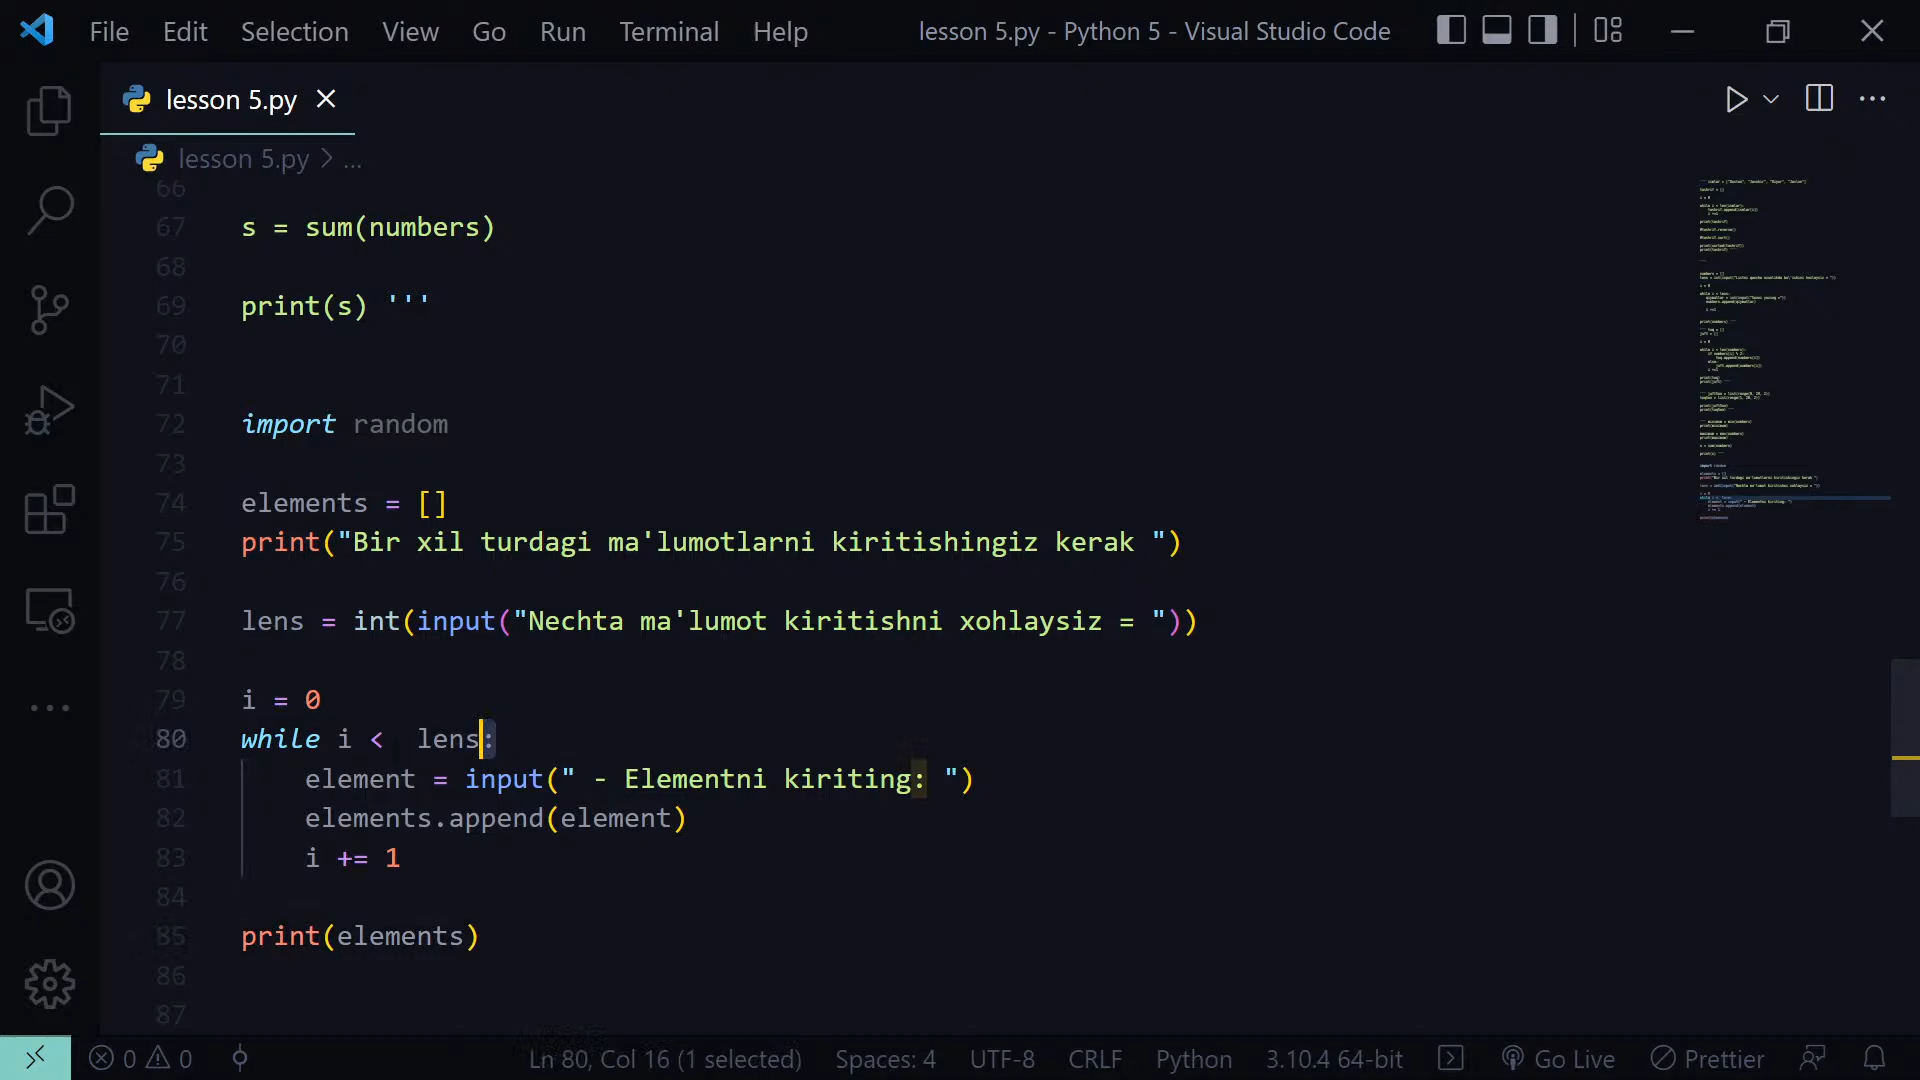 File Edit Selection View Go Run Terminal Help lesson 5.py - Python 5 - Visual Studio Code
lesson 5.py
lesson 5.py > ...
66
67 s = sum(numbers)
68
69 print(s) '''
70
71
72 import random
73
74 elements = []
75 print("Bir xil turdagi ma'lumotlarni kiritishingiz kerak ")
76
77 lens = int(input("Nechta ma'lumot kiritishni xohlaysiz = "))
78
79 i = 0
80 while i <  lens:
81     element = input(" - Elementni kiriting: ")
82     elements.append(element)
83     i += 1
84
85 print(elements)
86
87
0 0 Ln 80, Col 16 (1 selected) Spaces: 4 UTF-8 CRLF Python 3.10.4 64-bit Go Live Prettier